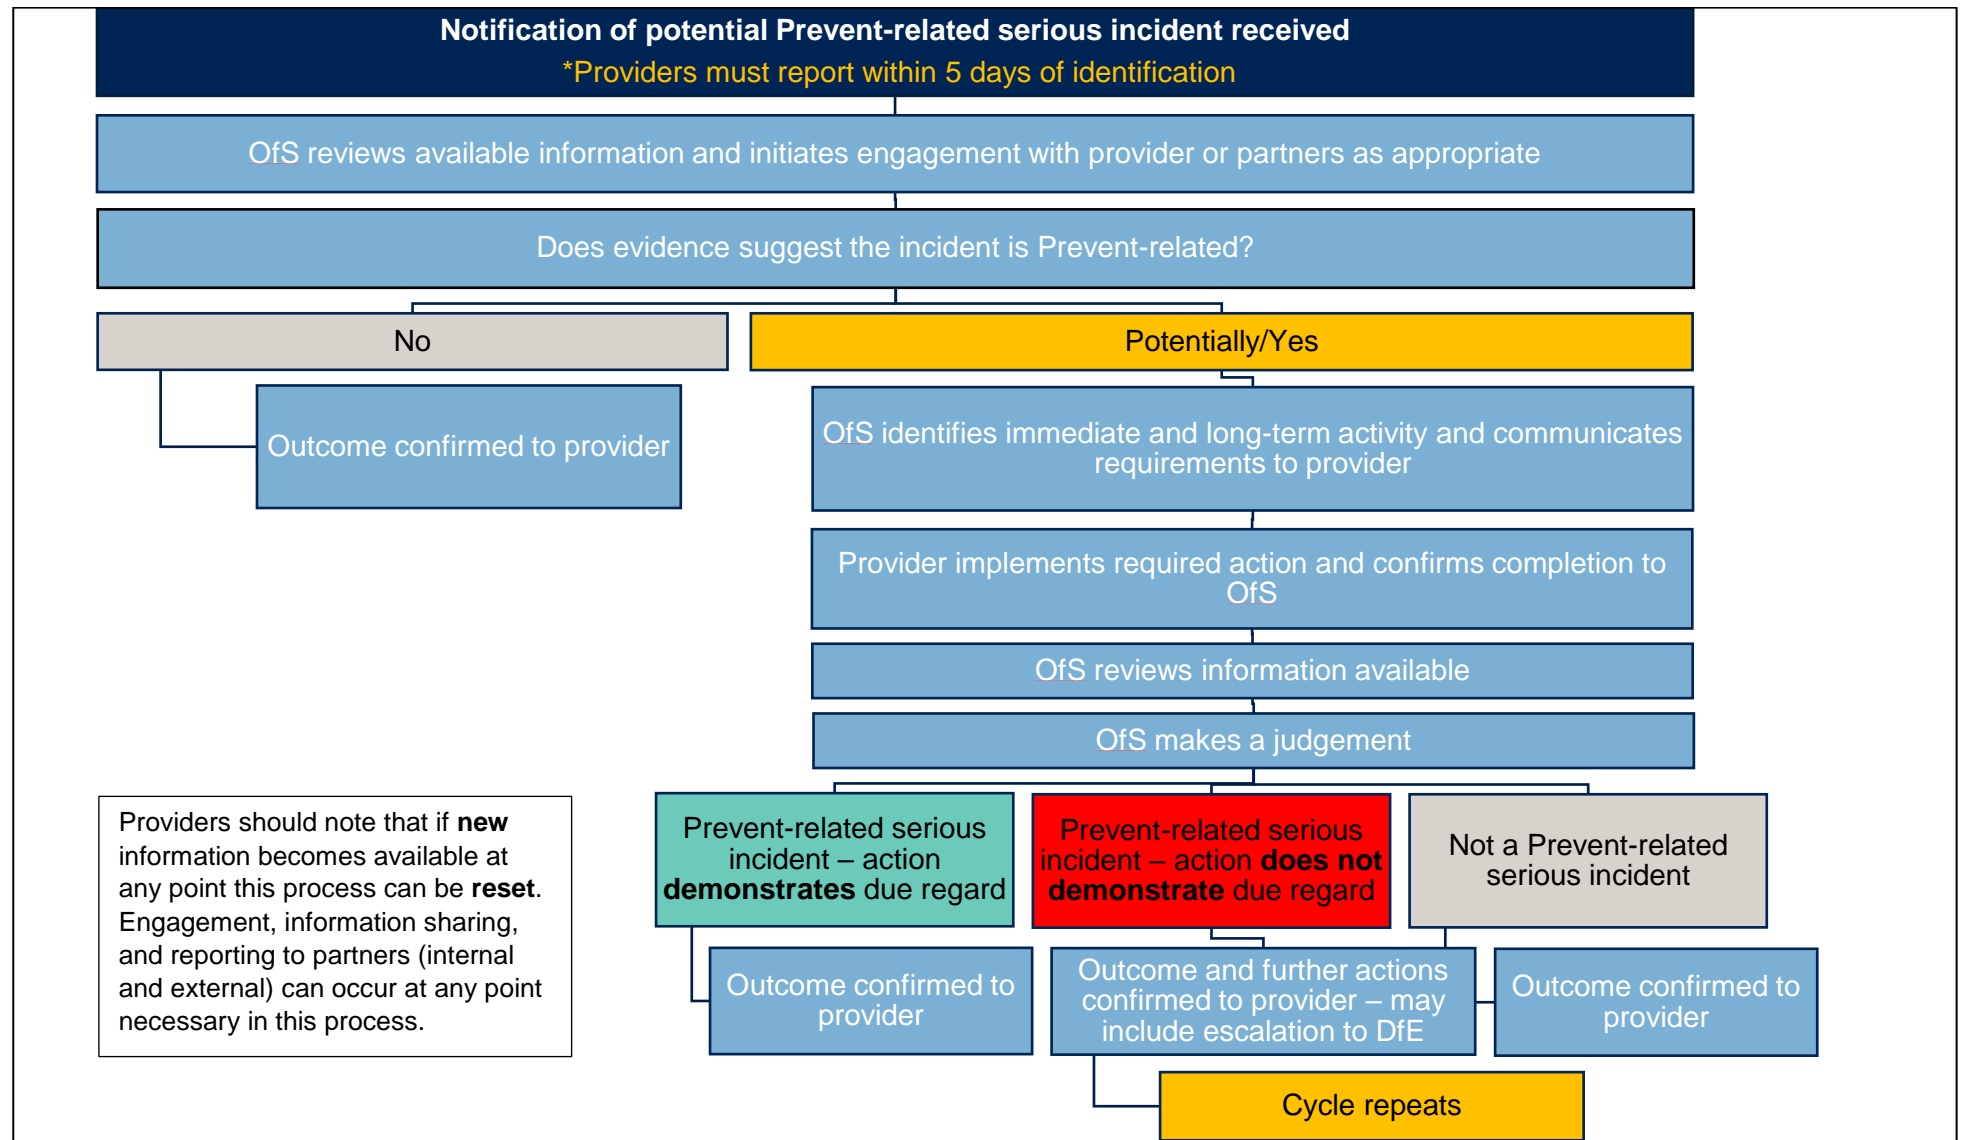 Notification of potential Prevent-related serious incident received
*Providers must report within 5 days of identification
OfS reviews available information and initiates engagement with provider or partners as appropriate
Does evidence suggest the incident is Prevent-related?
No
Potentially/Yes
Outcome confirmed to provider
OfS identifies immediate and long-term activity and communicates
requirements to provider
Provider implements required action and confirms completion to
OfS
OfS reviews information available
OfS makes a judgement
Providers should note that if new
information becomes available at
any point this process can be reset.
Engagement, information sharing,
and reporting to partners (internal
and external) can occur at any point
necessary in this process.
Prevent-related serious
incident – action
demonstrates due regard
Prevent-related serious
incident – action does not
demonstrate due regard
Not a Prevent-related
serious incident
Outcome confirmed to
provider
Outcome and further actions
confirmed to provider – may
include escalation to DfE
Outcome confirmed to
provider
Cycle repeats